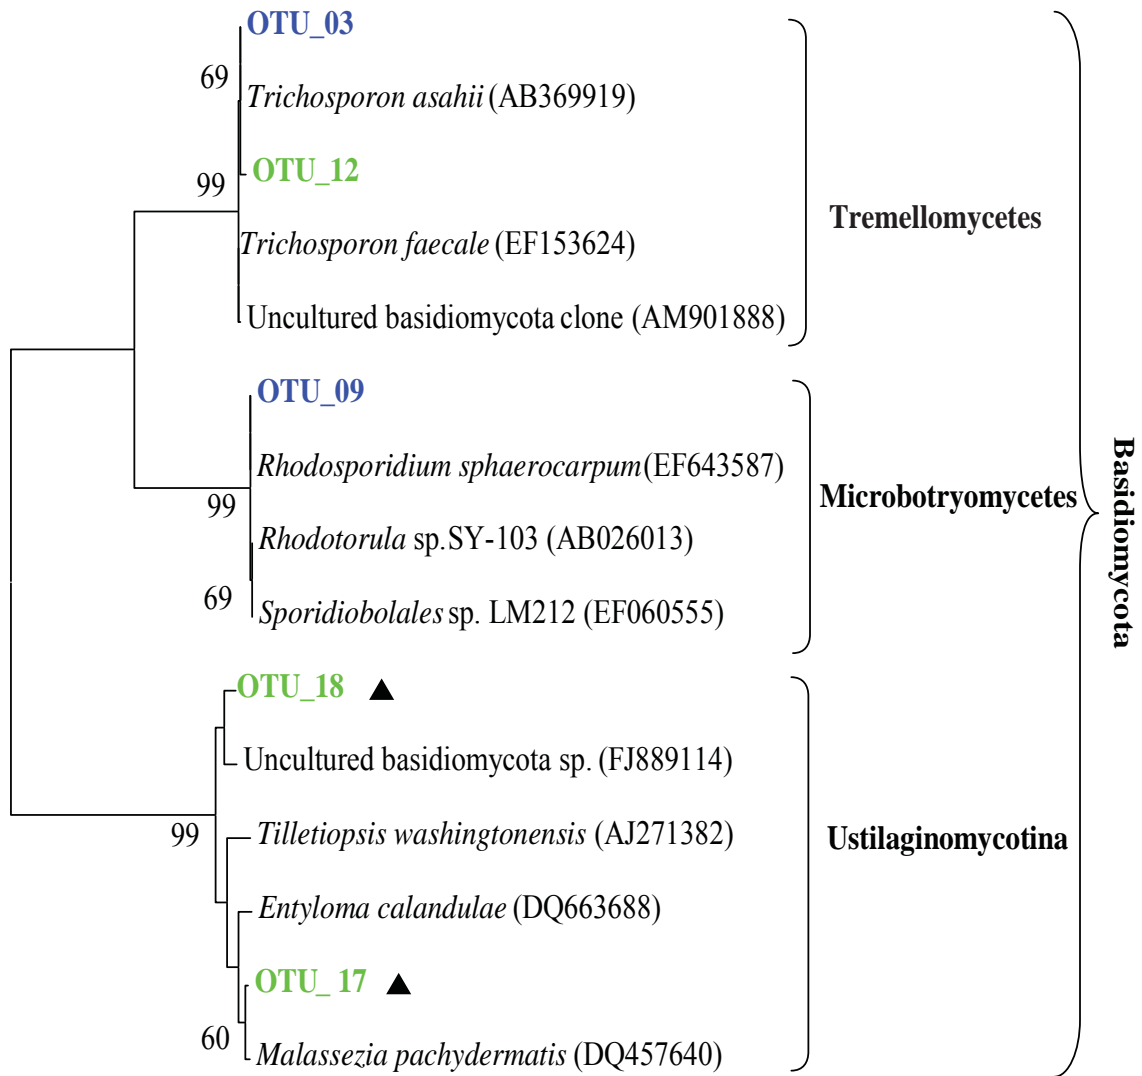 OTU_03
69
Trichosporon asahii (AB369919)
OTU_12
99
Tremellomycetes
Trichosporon faecale (EF153624)
Uncultured basidiomycota clone (AM901888)
OTU_09
Rhodosporidium sphaerocarpum(EF643587)
99
Microbotryomycetes
Rhodotorula sp.SY-103 (AB026013)
69
Sporidiobolales sp. LM212 (EF060555)
Basidiomycota
OTU_18
Uncultured basidiomycota sp. (FJ889114)
99
Tilletiopsis washingtonensis (AJ271382)
Ustilaginomycotina
Entyloma calandulae (DQ663688)
OTU_ 17
60
Malassezia pachydermatis (DQ457640)